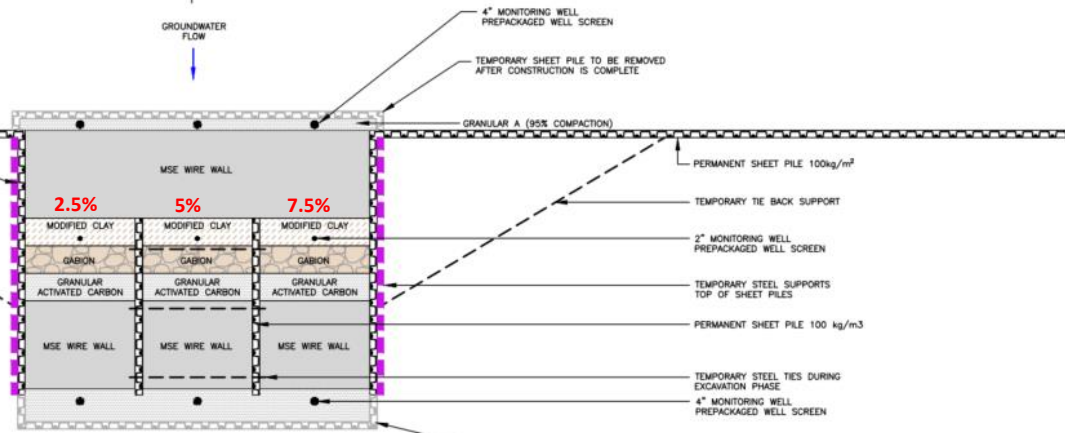 4" MONITORING WELL
PREPACKAGED WELL SCREEN
GROUNDWATER
FLOW
TEMPORARY SHEET PILE TO BE REMOVED
AFTER CONSTRUCTION IS COMPLETE
GRANULAR A (95% COMPACTION)
MSE WIRE WALL
PERMANENT SHEET PILE 100kg/m²
2.5%
5%
7.5%
TEMPORARY TIE BACK SUPPORT
MODIFIED CLAY
MODIFIED CLAY
MODIFIED CLAY
2" MONITORING WELL
PREPACKAGED WELL SCREEN
GABION
GABION
GABION
GRANULAR
ACTIVATED CARBON
GRANULAR
ACTIVATED CARBON
GRANULAR
ACTIVATED CARBON
TEMPORARY STEEL SUPPORTS
TOP OF SHEET PILES
PERMANENT SHEET PILE 100 kg/m3
MSE WIRE WALL
MSE WIRE WALL
MSE WIRE WALL
TEMPORARY STEEL TIES DURING
EXCAVATION PHASE
4" MONITORING WELL
PREPACKAGED WELL SCREEN